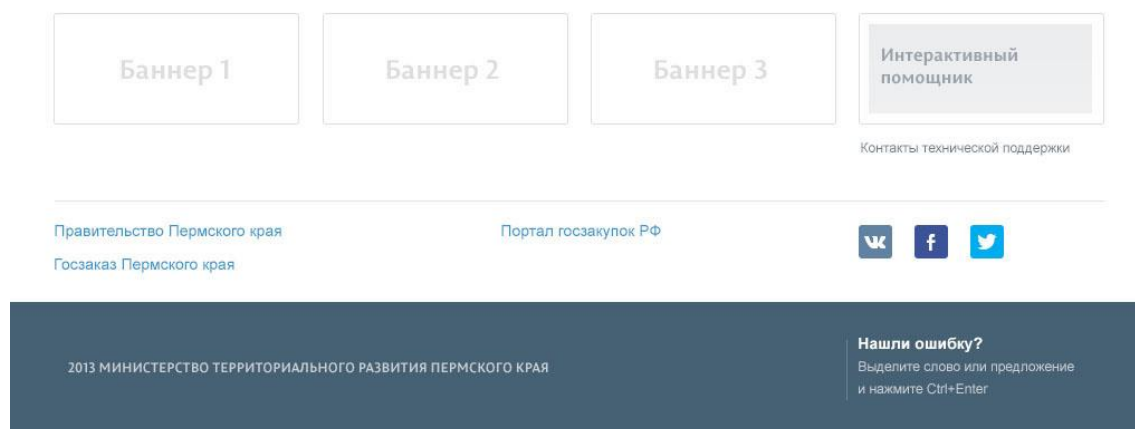 Баннер 1
Баннер 2
Баннер 3
Интерактивный
помощник
Контакты технической поддержки
Правительство Пермского края
Портал госзакупок РФ
Госзаказ Пермского края
2013 МИНИСТЕРСТВО ТЕРРИТОРИАЛЬНОГО РАЗВИТИЯ ПЕРМСКОГО КРАЯ
Нашли ошибку?
Выделите слово или предложение
и нажмите Ctrl+Enter